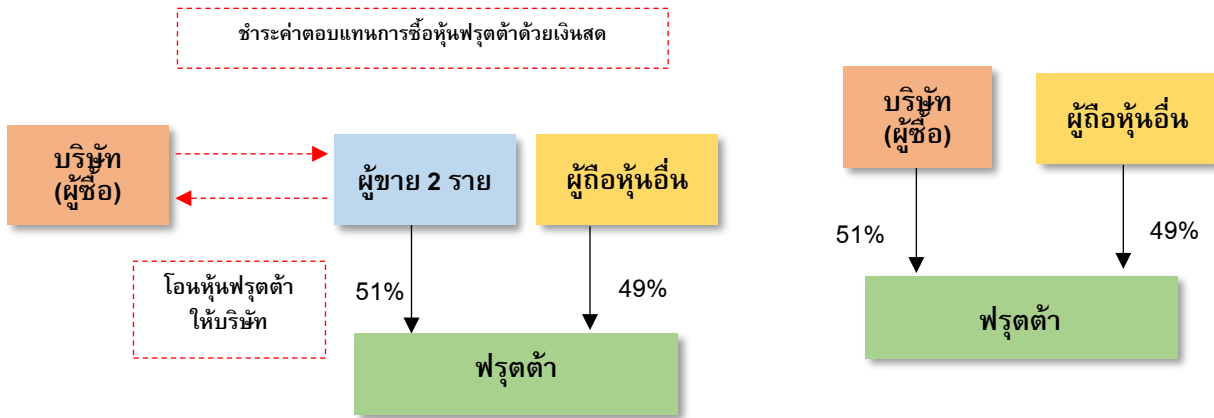 ชำระค่าตอบแทนการซื้อหุ้นฟรุตต้าด้วยเงินสด
บริษัท
(ผู้ซื้อ)
ผู้ขาย 2 ราย
ผู้ถือหุ้นอื่น
โอนหุ้นฟรุตต้า
ให้บริษัท
51%
49%
ฟรุตต้า
บริษัท
(ผู้ซื้อ)
ผู้ถือหุ้นอื่น
51%
49%
ฟรุตต้า